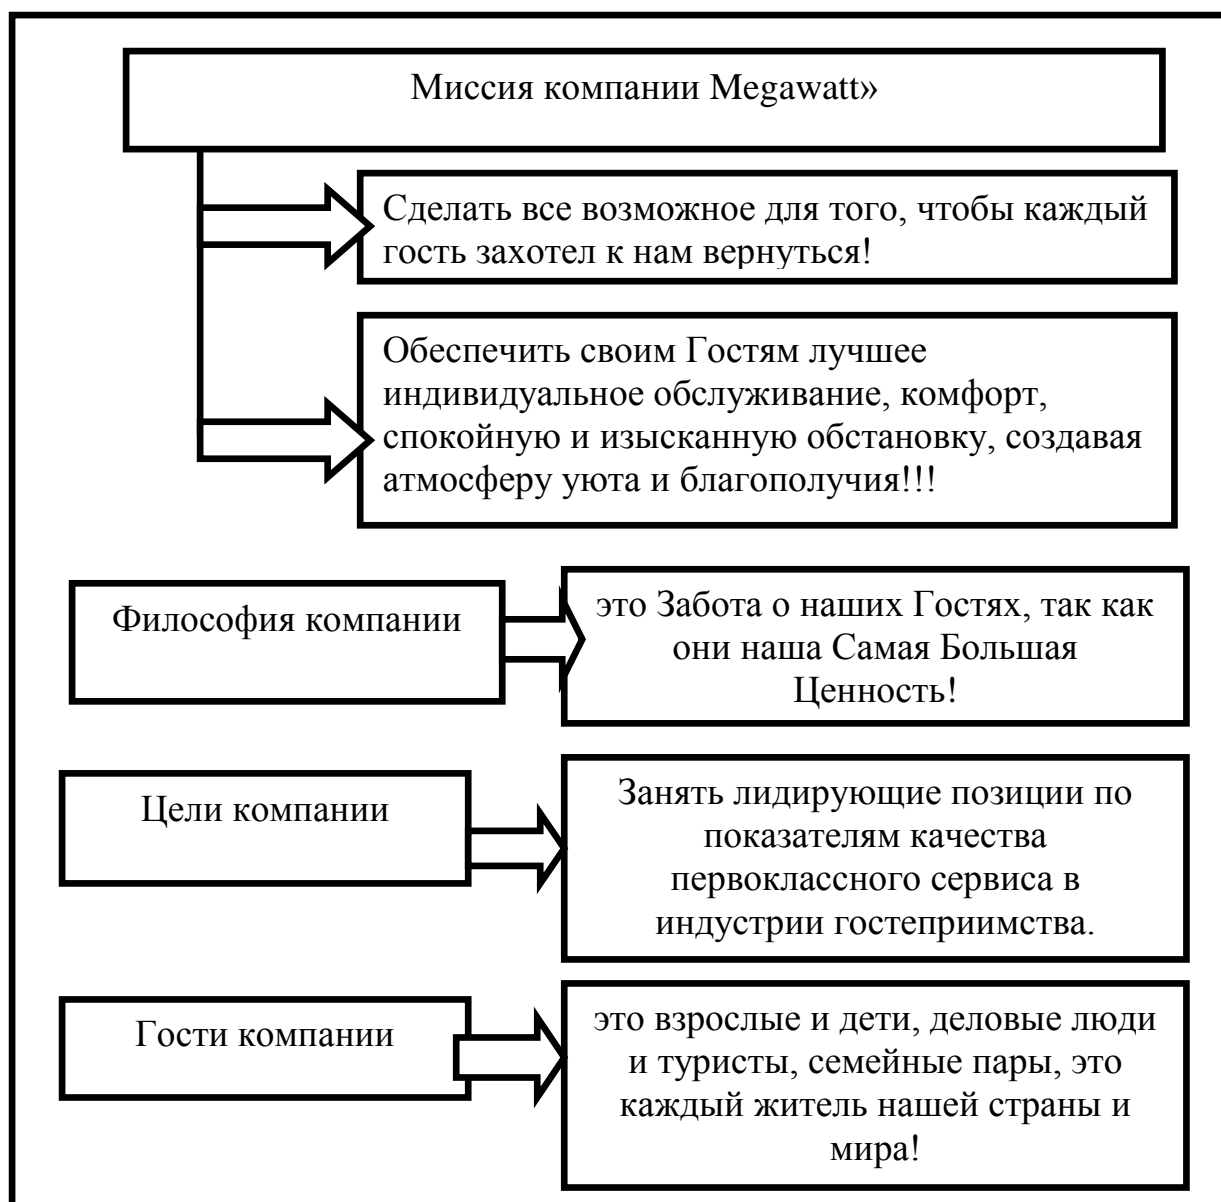 Миссия компании Megawatt»
Сделать все возможное для того, чтобы каждый
гость захотел к нам вернуться!
Обеспечить своим Гостям лучшее
индивидуальное обслуживание, комфорт,
спокойную и изысканную обстановку, создавая
атмосферу уюта и благополучия!!!
Философия компании
это Забота о наших Гостях, так как
они наша Самая Большая
Ценность!
Цели компании
Занять лидирующие позиции по
показателям качества
первоклассного сервиса в
индустрии гостеприимства.
Гости компании
это взрослые и дети, деловые люди
и туристы, семейные пары, это
каждый житель нашей страны и
мира!